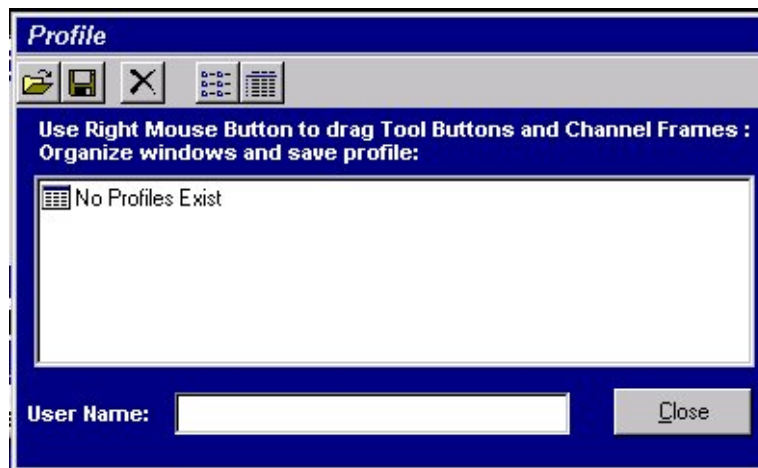 Profile
Use Right Mouse Button to drag Tool Buttons and Channel Frames :
Organize windows and save profile:
No Profiles Exist
User Name:
Close